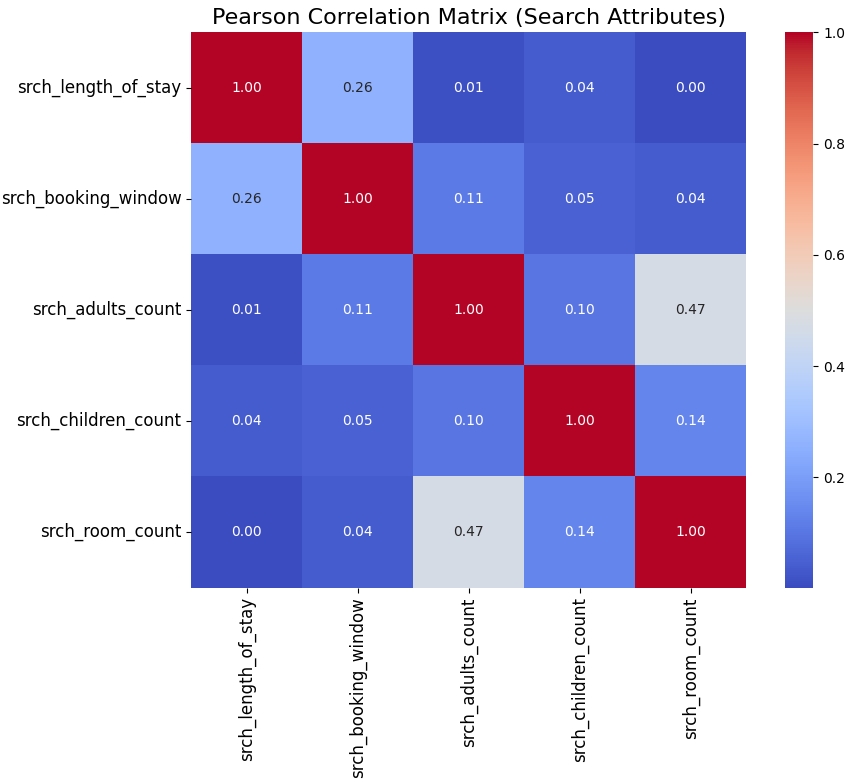 Pearson Correlation Matrix (Search Attributes)
srch_length_of_stay 1.00 0.26 0.01 0.04 0.00
srch_booking_window 0.26 1.00 0.11 0.05 0.04
srch_adults_count 0.01 0.11 1.00 0.10 0.47
srch_children_count 0.04 0.05 0.10 1.00 0.14
srch_room_count 0.00 0.04 0.47 0.14 1.00
srch_length_of_stay
srch_booking_window
srch_adults_count
srch_children_count
srch_room_count
1.0
0.8
0.6
0.4
0.2